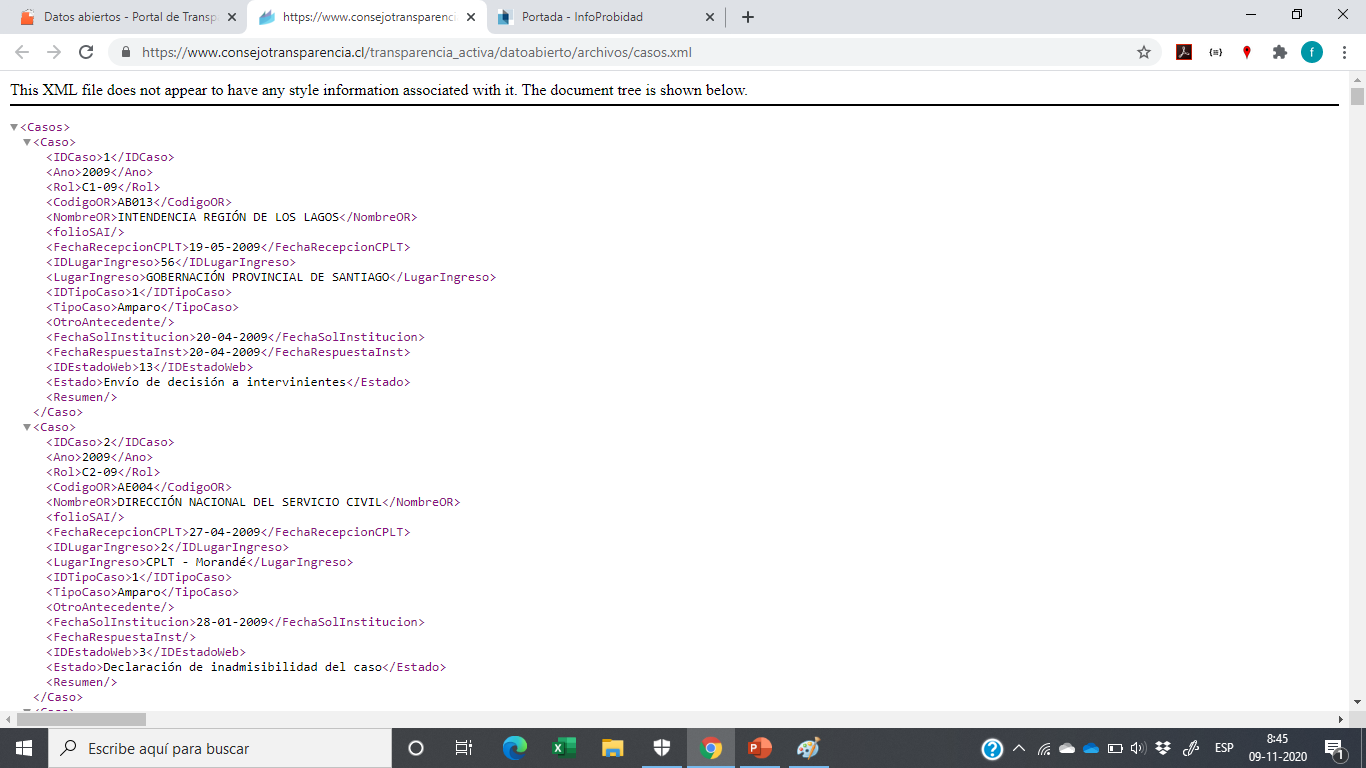 Datos abiertos - Portal de Transp
https://www.consejotransparenci
Portada - InfoProbidad
https://www.consejotransparencia.cl/transparencia_activa/datoabierto/archivos/casos.xml
f
This XML file does not appear to have any style information associated with it. The document tree is shown below.
<Casos>
<Caso>
<IDCaso>1</IDCaso>
<Ano>2009</Ano>
<Rol>C1-09</Rol>
<CodigoOR>AB013</CodigoOR>
<NombreOR>INTENDENCIA REGIÓN DE LOS LAGOS</NombreOR>
<folioSAI/>
<FechaRecepcionCPLT>19-05-2009</FechaRecepcionCPLT>
<IDLugarIngreso>56</IDLugarIngreso>
<LugarIngreso>GOBERNACIÓN PROVINCIAL DE SANTIAGO</LugarIngreso>
<IDTipoCaso>1</IDTipoCaso>
<TipoCaso>Amparo</TipoCaso>
<OtroAntecedente/>
<FechaSolInstitucion>20-04-2009</FechaSolInstitucion>
<FechaRespuestaInst>20-04-2009</FechaRespuestaInst>
<IDEstadoWeb>13</IDEstadoWeb>
<Estado>Envío de decisión a intervinientes</Estado>
<Resumen/>
</Caso>
<Caso>
<IDCaso>2</IDCaso>
<Ano>2009</Ano>
<Rol>C2-09</Rol>
<CodigoOR>AE004</CodigoOR>
<NombreOR>DIRECCIÓN NACIONAL DEL SERVICIO CIVIL</NombreOR>
<folioSAI/>
<FechaRecepcionCPLT>27-04-2009</FechaRecepcionCPLT>
<IDLugarIngreso>2</IDLugarIngreso>
<LugarIngreso>CPLT - Morandé</LugarIngreso>
<IDTipoCaso>1</IDTipoCaso>
<TipoCaso>Amparo</TipoCaso>
<OtroAntecedente/>
<FechaSolInstitucion>28-01-2009</FechaSolInstitucion>
<FechaRespuestaInst/>
<IDEstadoWeb>3</IDEstadoWeb>
<Estado>Declaración de inadmisibilidad del caso</Estado>
<Resumen/>
</Caso>
<Caso>
Escribe aquí para buscar
ESP
8:45
09-11-2020
1